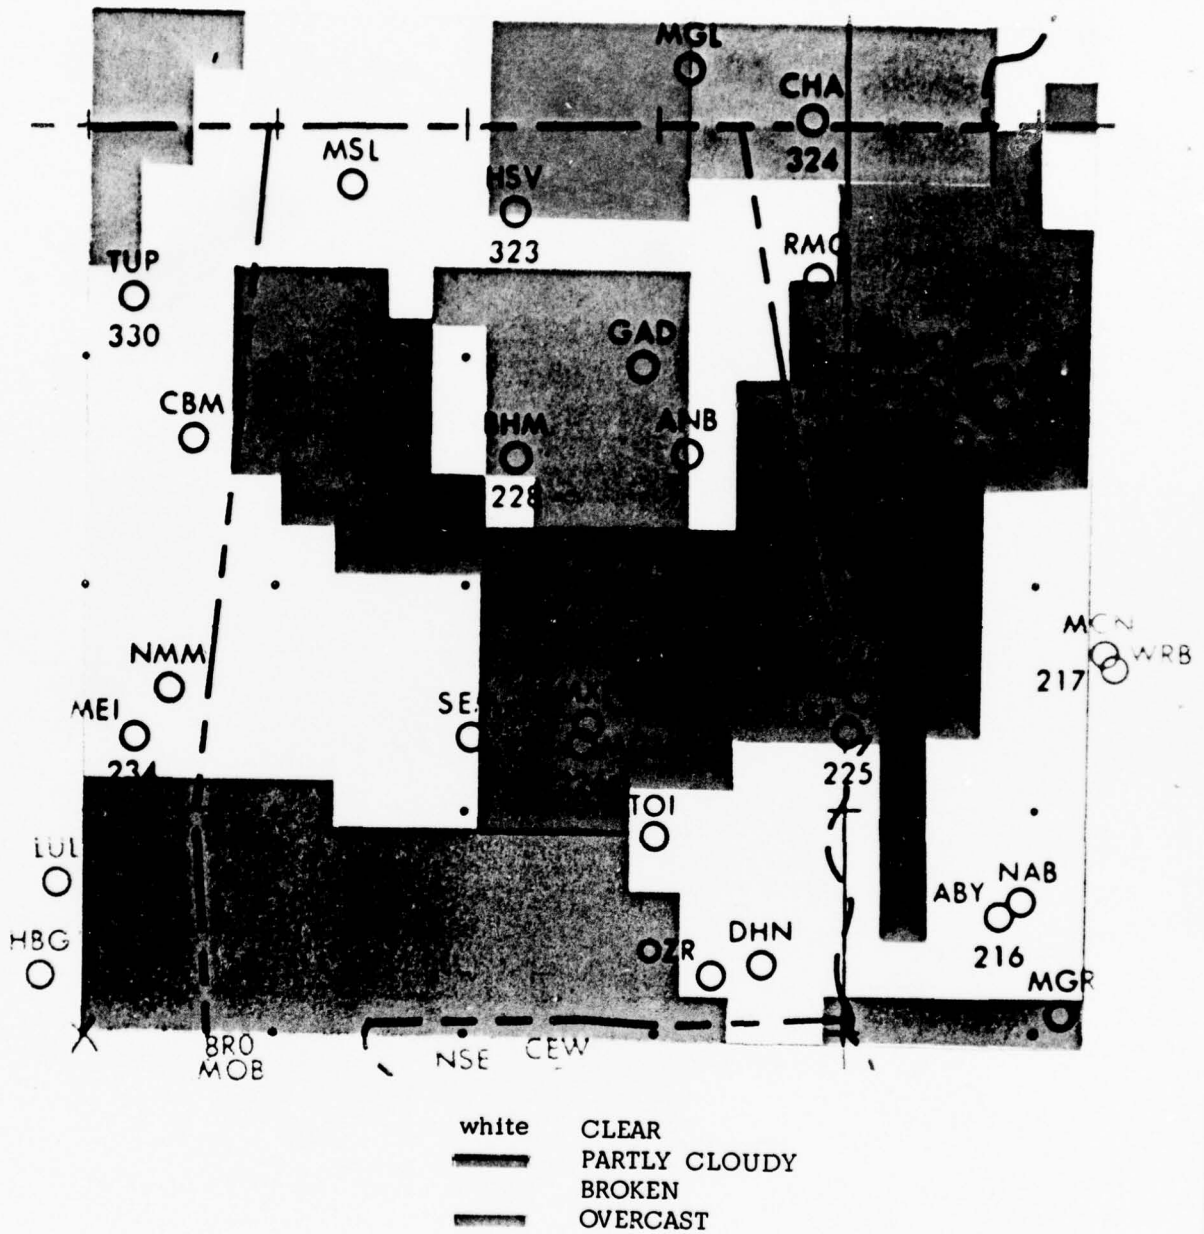 MGL
CHA
324
MSL
HSV
323
RMG
TUP
330
GAD
CBM
BHM
ANB
228
MCN
WRB
217
NMM
MEI
234
225
TOI
LUL
NAB
ABY
216
HBG
OZR
DHN
MGR
BRO
MOB
NSE
CEW
white CLEAR
PARTLY CLOUDY
BROKEN
OVERCAST